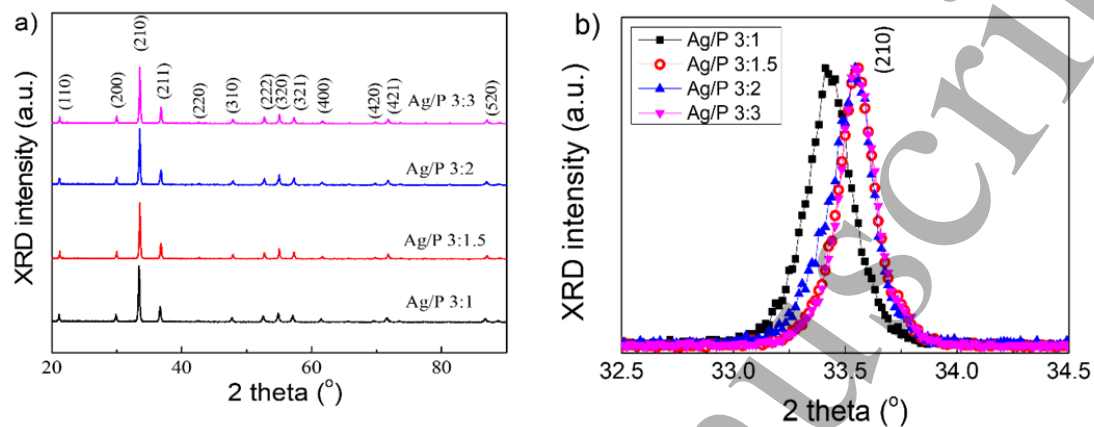 a)
(110)
(200)
(210)
(211)
(220)
(310)
(222)
(320)
(321)
(400)
(420)
(421)
(520)
Ag/P 3:3
Ag/P 3:2
Ag/P 3:1.5
Ag/P 3:1
XRD intensity (a.u.)
20 40 60 80
2 theta (°)
b)
Ag/P 3:1
Ag/P 3:1.5
Ag/P 3:2
Ag/P 3:3
(210)
XRD intensity (a.u.)
32.5 33.0 33.5 34.0 34.5
2 theta (°)